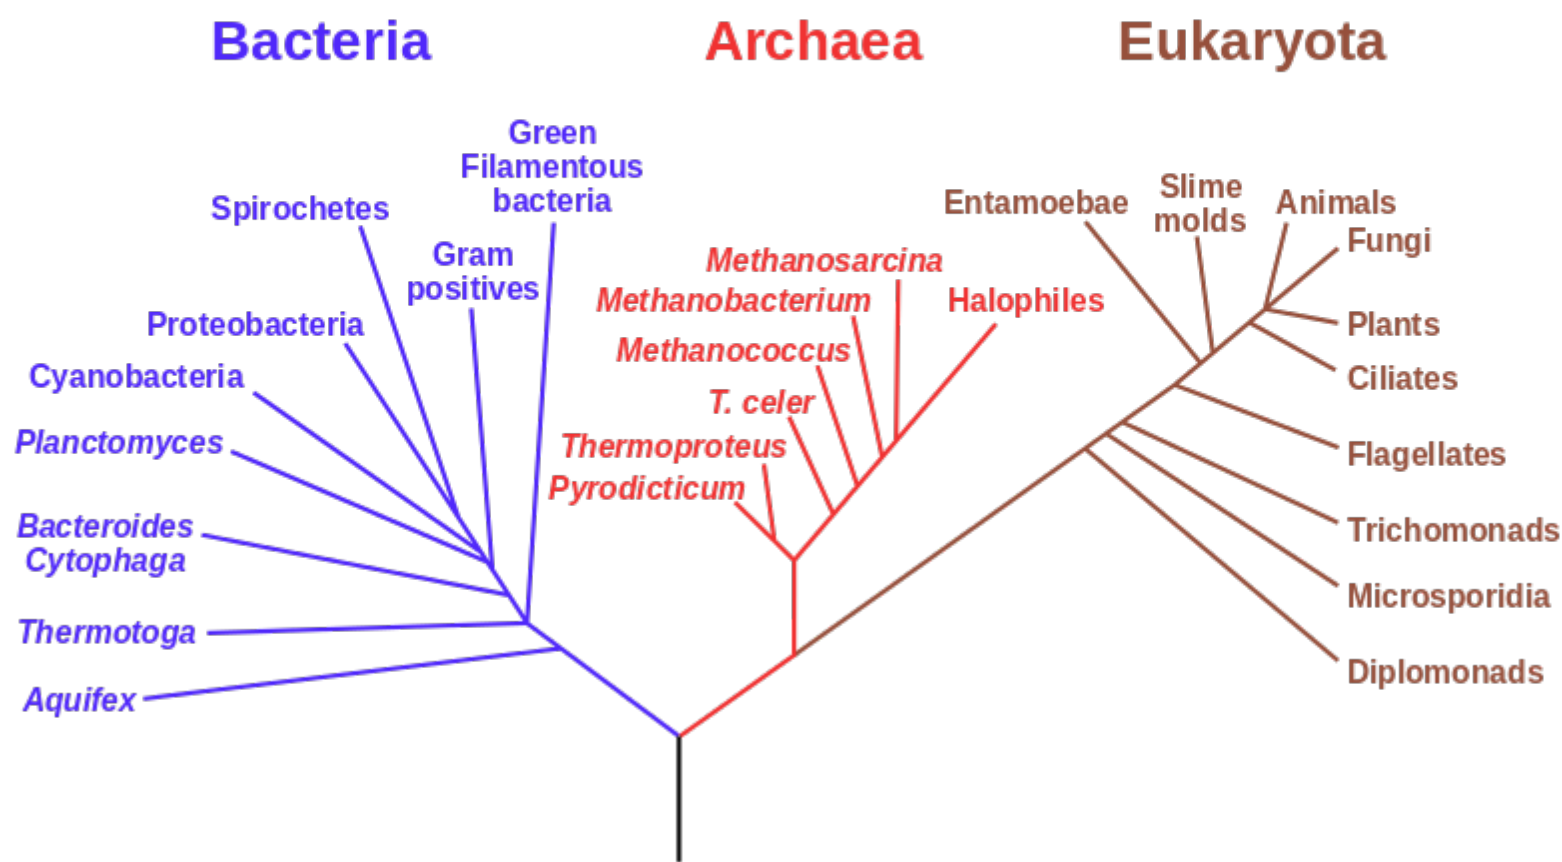 Bacteria
Archaea
Eukaryota
Green
Filamentous
bacteria
Spirochetes
Gram
positives
Proteobacteria
Cyanobacteria
Planctomyces
Bacteroides
Cytophaga
Thermotoga
Aquifex
Methanosarcina
Methanobacterium
Halophiles
Methanococcus
T. celer
Thermoproteus
Pyrodicticum
Entamoebae
Slime
molds
Animals
Fungi
Plants
Ciliates
Flagellates
Trichomonads
Microsporidia
Diplomonads